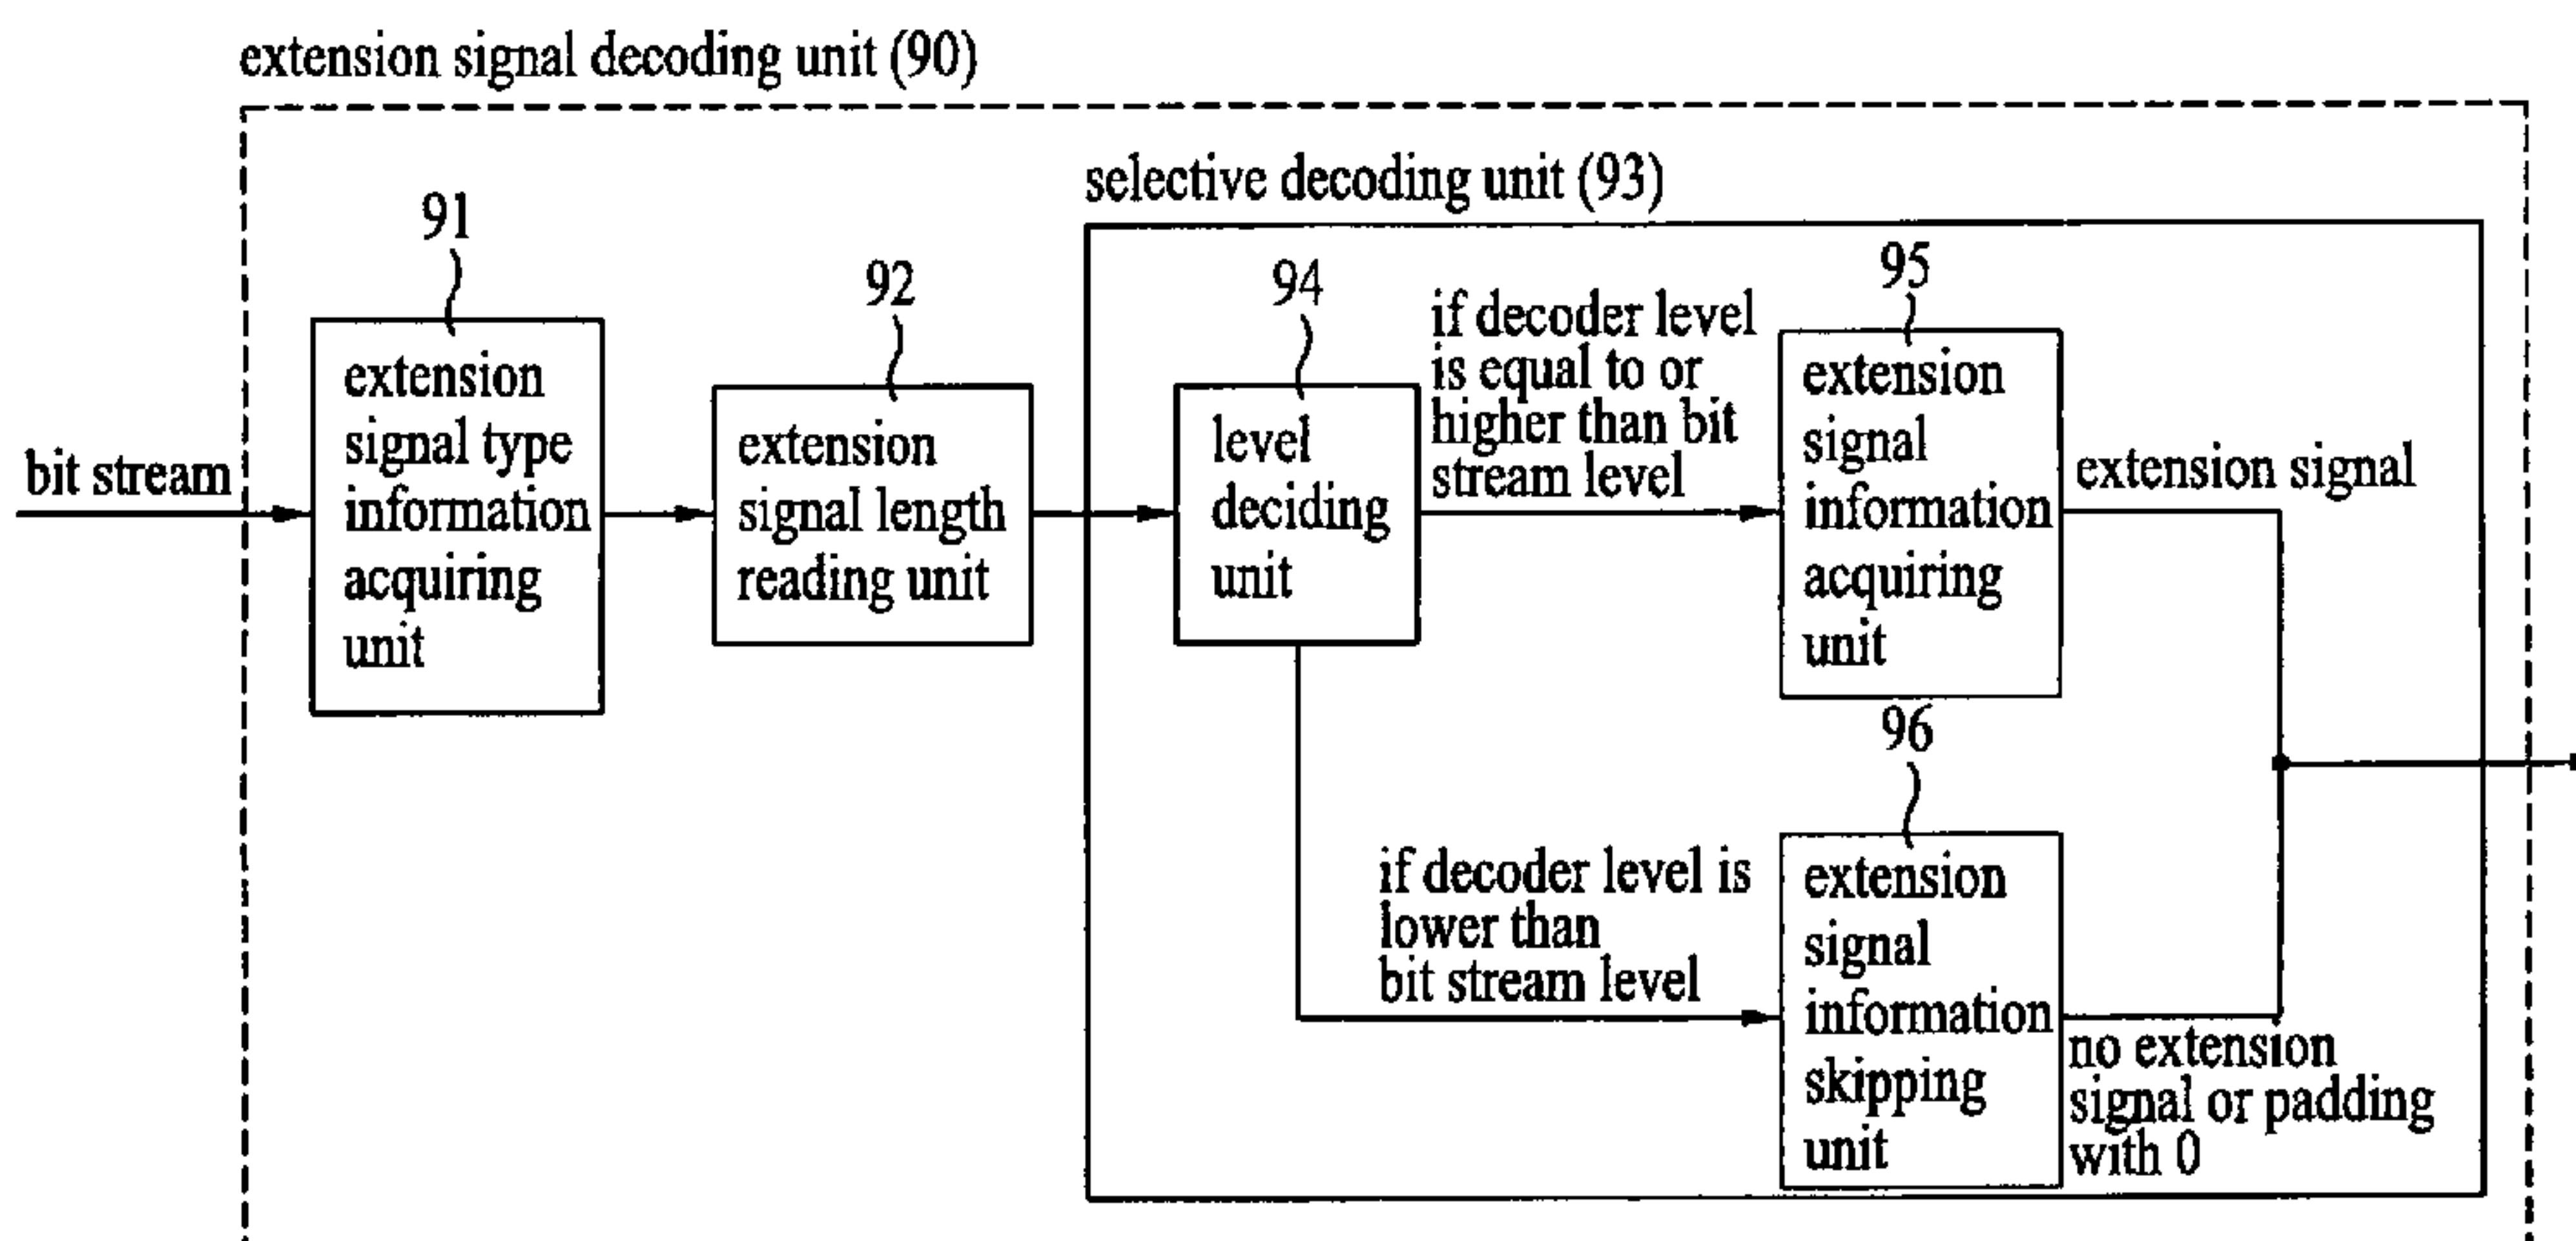 extension signal decoding unit (90)
selective decoding unit (93)
bit stream
91
extension
signal type
information
acquiring
unit
92
extension
signal length
reading unit
94
level
deciding
unit
if decoder level
is equal to or
higher than bit
stream level
95
extension
signal
information
acquiring
unit
extension signal
if decoder level is
lower than
bit stream level
96
extension
signal
information
skipping
unit
no extension
signal or padding
with 0